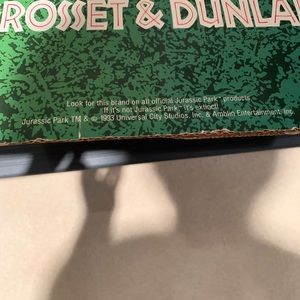 ROSSET & DUNLA
Look for this brand on all official Jurassic Park™ products.
If it's not Jurassic Park™ it's extinct!
Jurassic Park TM & © 1993 Universal City Studios, Inc. & Amblin Entertainment, Inc.